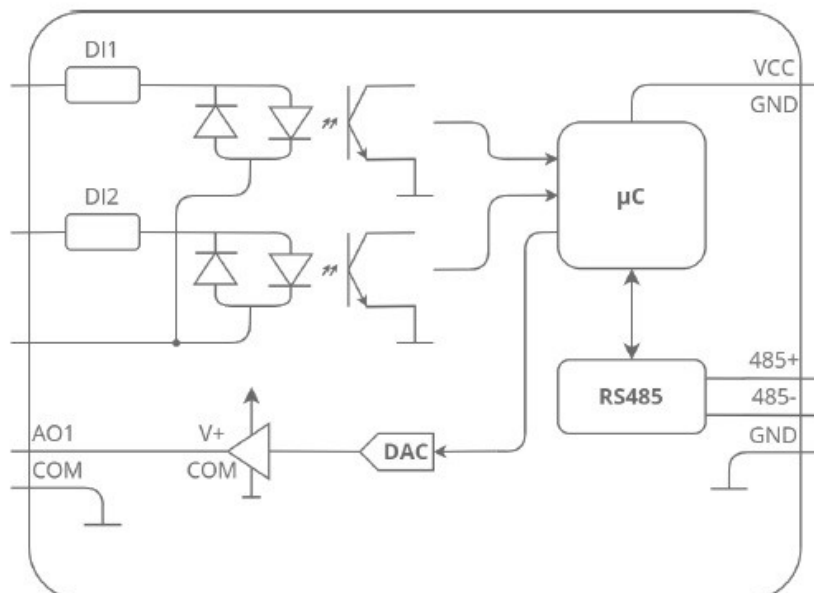 DI1
VCC
GND
µC
DI2
485+
RS485
485-
AO1
V+
GND
DAC
COM
COM